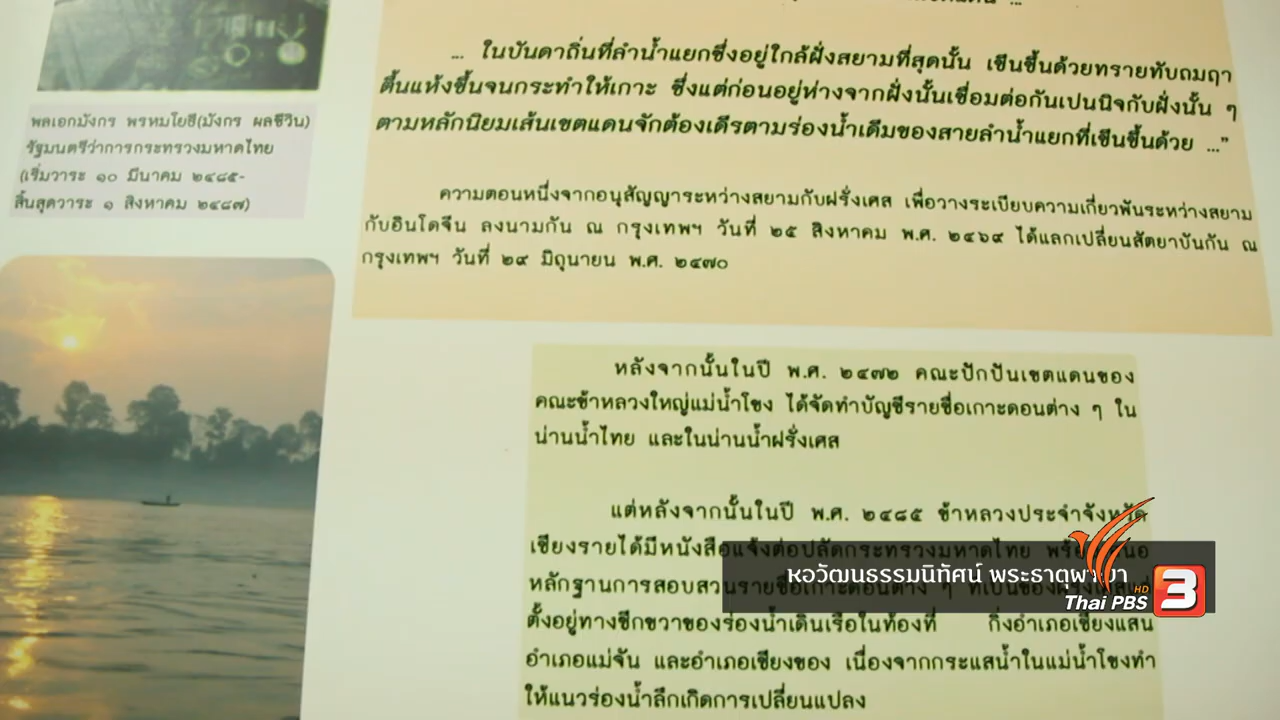 ... ในบันดาถิ่นที่ลำน้ำแยกซึ่งอยู่ใกล้ฝั่งสยามที่สุดนั้น เขินขึ้นด้วยทรายทับถมฤา
ตื้นแห้งขึ้นจนกระทำให้เกาะ ซึ่งแต่ก่อนอยู่ห่างจากฝั่งนั้นเชื่อมต่อกันเปนนิจกับฝั่งนั้น ๆ
ตามหลักนิยมเส้นเขตแดนจักต้องเดิรตามร่องน้ำเดิมของสายลำน้ำแยกที่เขินขึ้นด้วย ..."
ความตอนหนึ่งจากอนุสัญญาระหว่างสยามกับฝรั่งเศส เพื่อวางระเบียบความเกี่ยวพันระหว่างสยาม
กับอินโดจีน ลงนามกัน ณ กรุงเทพฯ วันที่ ๒๕ สิงหาคม พ.ศ. ๒๔๖๙ ได้แลกเปลี่ยนสัตยาบันกัน ณ
กรุงเทพฯ วันที่ ๒๙ มิถุนายน พ.ศ. ๒๔๗๐
พลเอกมังกร พรหมโยธี(มังกร ผลชีวิน)
รัฐมนตรีว่าการกระทรวงมหาดไทย
(เริ่มวาระ ๑๐ มีนาคม ๒๔๘๕-
สิ้นสุดวาระ ๑ สิงหาคม ๒๔๘๗)
หลังจากนั้นในปี พ.ศ. ๒๔๗๒ คณะปักปันเขตแดนของ
คณะข้าหลวงใหญ่แม่น้ำโขง ได้จัดทำบัญชีรายชื่อเกาะดอนต่าง ๆ ใน
น่านน้ำไทย และในน่านน้ำฝรั่งเศส
แต่หลังจากนั้นในปี พ.ศ. ๒๔๘๕ ข้าหลวงประจำจังหวัด
เชียงรายได้มีหนังสือแจ้งต่อปลัดกระทรวงมหาดไทย
หลักฐานการสอบสวนรายชื่อเกาะดอนต่าง ๆ
ตั้งอยู่ทางซีกขวาของร่องน้ำเดินเรือในท้องที่ กิ่งอำเภอเชียงแสน
อำเภอแม่จัน และอำเภอเชียงของ เนื่องจากกระแสน้ำในแม่น้ำโขงทำ
ให้แนวร่องน้ำลึกเกิดการเปลี่ยนแปลง
หอวัฒนธรรมนิทัศน์ พระธาตุผาเงา
Thai PBS HD 3